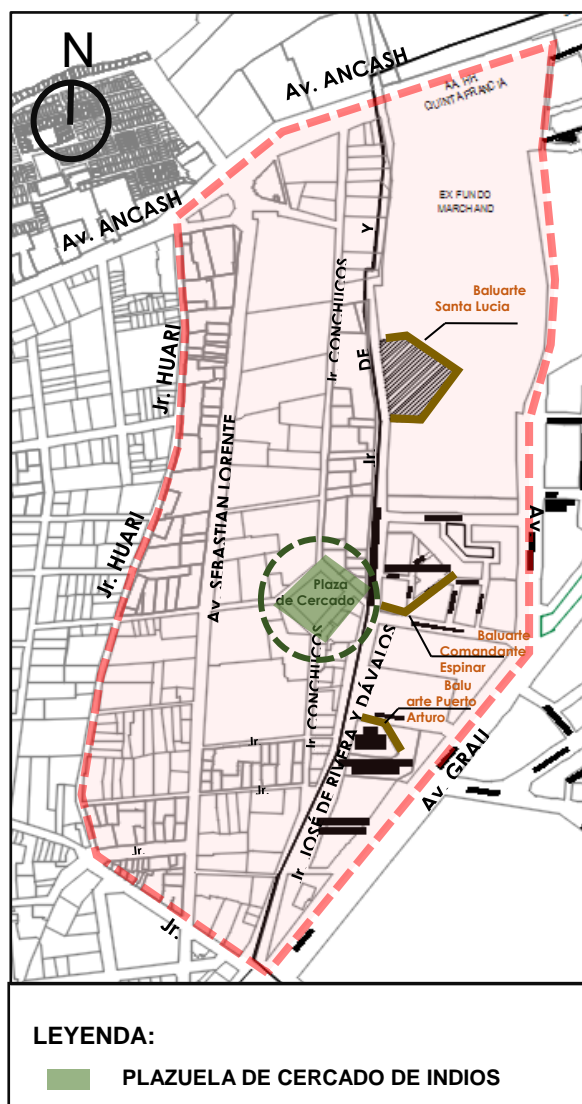 N
Av. ANCASH
AA. HH.
QUINTA FRANCIA
Av. ANCASH
EX FUNDO
MARCHAND
Y
Jr. CONCHUCOS
Baluarte
Santa Lucia
Jr. HUARI
DE
Av. SEBASTIAN LORENTE
Jr.
Av.
Jr. HUARI
Plaza
de Cercado
Baluarte
Comandante
Espinar
Jr. CONCHUCOS
Balu
arte Puerto
Arturo
Jr
Jr.
Jr.
Jr JOSÉ DE RIVERA Y DÁVALOS
Av. GRAU
Jr.
LEYENDA:
PLAZUELA DE CERCADO DE INDIOS